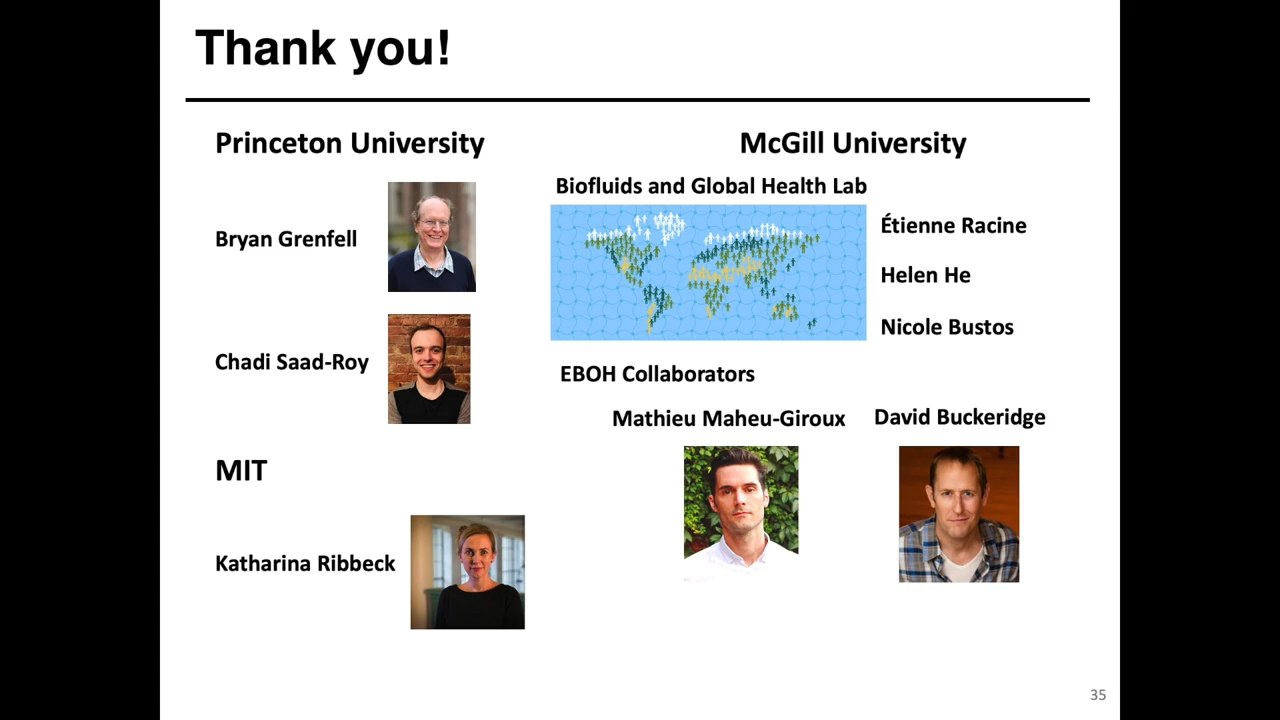 Thank you!
Princeton University
Bryan Grenfell
Chadi Saad-Roy
MIT
Katharina Ribbeck
McGill University
Biofluids and Global Health Lab
Étienne Racine
Helen He
Nicole Bustos
EBOH Collaborators
Mathieu Maheu-Giroux
David Buckeridge
35